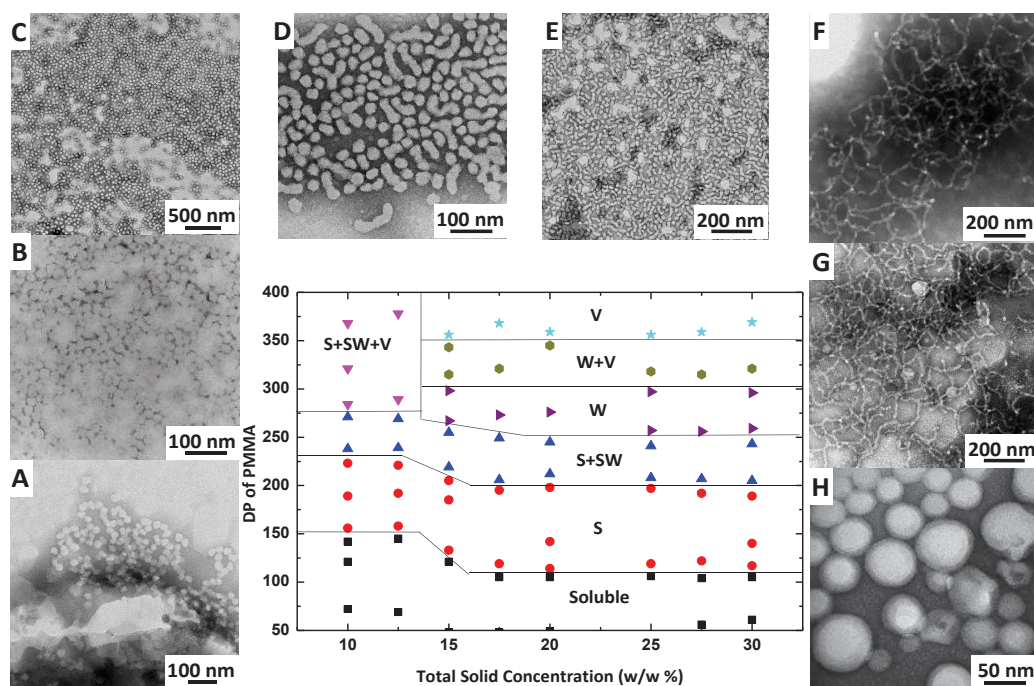 C
500 nm
D
100 nm
E
200 nm
F
200 nm
B
100 nm
G
200 nm
A
100 nm
H
50 nm
DP of PMMA
400
350
300
250
200
150
100
50
V
S+SW+V
W+V
W
S+SW
S
Soluble
10
15
20
25
30
Total Solid Concentration (w/w %)